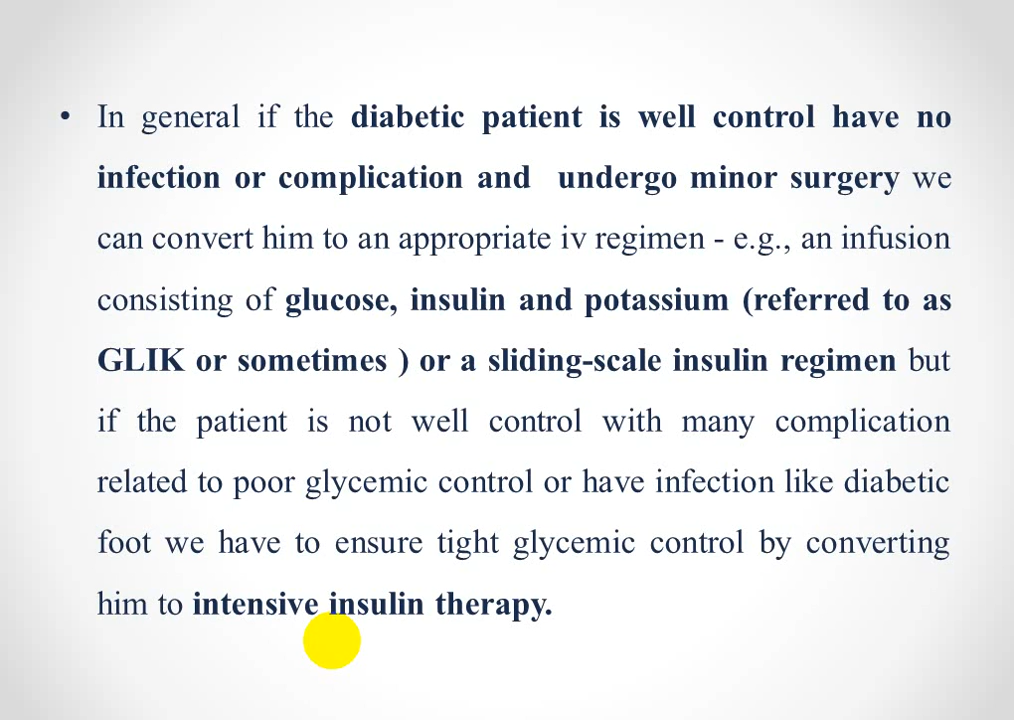 • In general if the diabetic patient is well control have no
infection or complication and undergo minor surgery we
can convert him to an appropriate iv regimen - e.g., an infusion
consisting of glucose, insulin and potassium (referred to as
GLIK or sometimes ) or a sliding-scale insulin regimen but
if the patient is not well control with many complication
related to poor glycemic control or have infection like diabetic
foot we have to ensure tight glycemic control by converting
him to intensive insulin therapy.